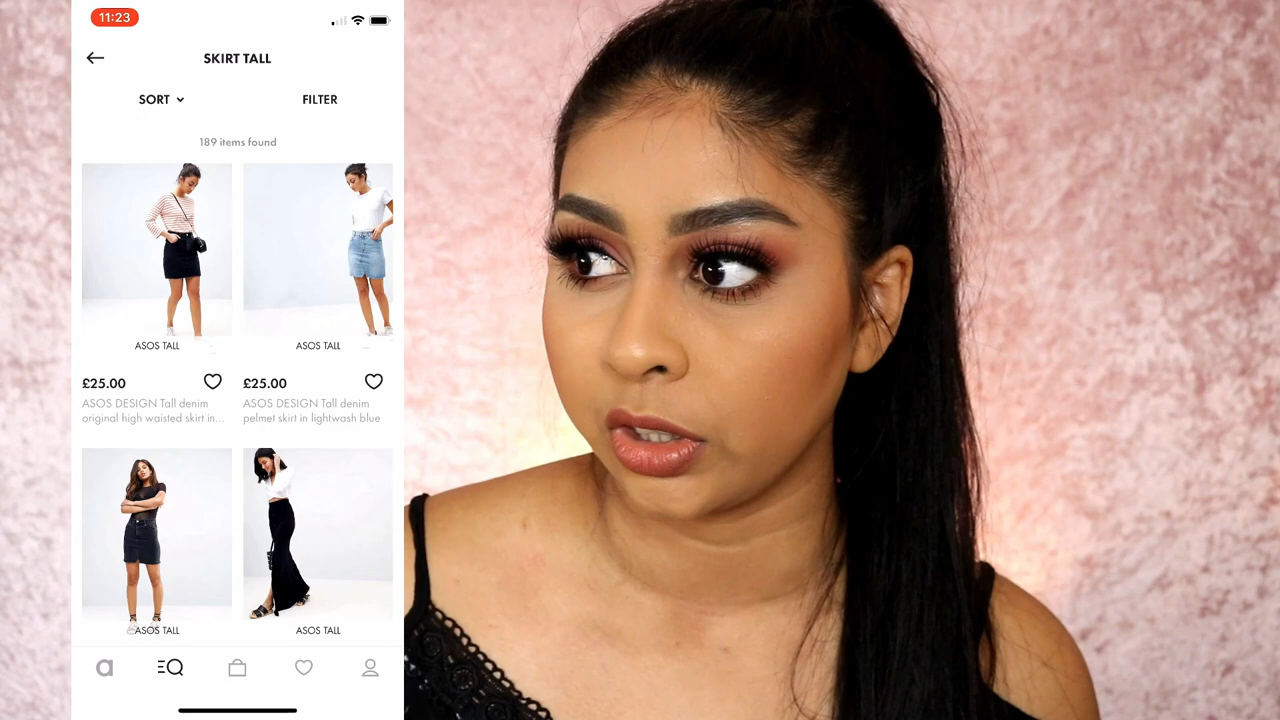 11:23
SKIRT TALL
SORT
FILTER
189 items found
ASOS TALL
ASOS TALL
£25.00
£25.00
ASOS DESIGN Tall denim
original high waisted skirt in...
ASOS DESIGN Tall denim
pelmet skirt in lightwash blue
ASOS TALL
ASOS TALL
a